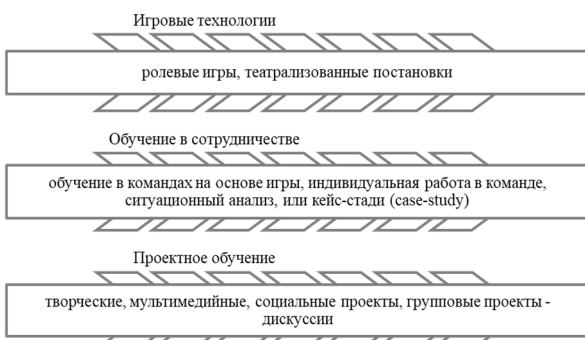 Игровые технологии
ролевые игры, театрализованные постановки
Обучение в сотрудничестве
обучение в командах на основе игры, индивидуальная работа в команде,
ситуационный анализ, или кейс-стади (case-study)
Проектное обучение
творческие, мультимедийные, социальные проекты, групповые проекты -
дискуссии